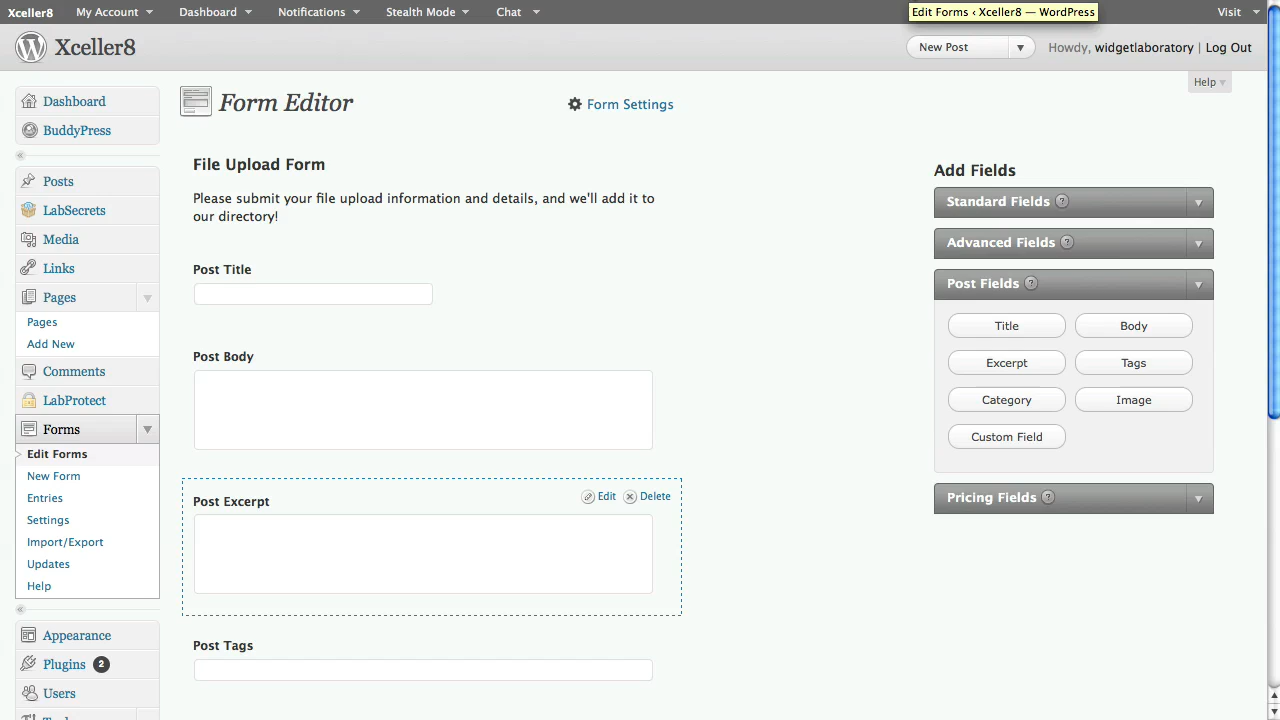 Xceller8 My Account Dashboard Notifications Stealth Mode Chat Edit Forms ‹ Xceller8 — WordPress Visit
Xceller8 New Post Howdy, widgetlaboratory | Log Out
Help
Dashboard
BuddyPress
Posts
LabSecrets
Media
Links
Pages
Pages
Add New
Comments
LabProtect
Forms
Edit Forms
New Form
Entries
Settings
Import/Export
Updates
Help
Appearance
Plugins 2
Users
Form Editor Form Settings
File Upload Form
Please submit your file upload information and details, and we'll add it to
our directory!
Post Title
Post Body
Post Excerpt Edit Delete
Post Tags
Add Fields
Standard Fields ?
Advanced Fields ?
Post Fields ?
Title Body
Excerpt Tags
Category Image
Custom Field
Pricing Fields ?